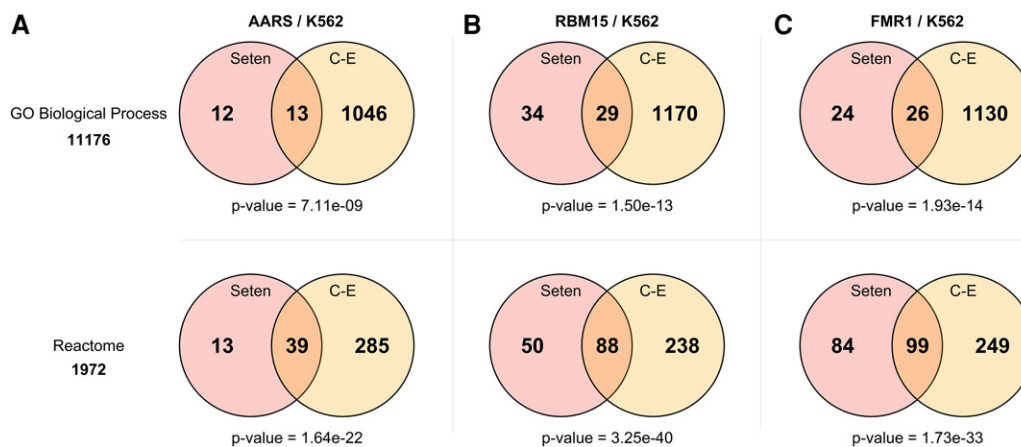 A
AARS / K562
B
RBM15 / K562
C
FMR1 / K562
Seten
C-E
Seten
C-E
Seten
C-E
GO Biological Process
11176
12
13
1046
34
29
1170
24
26
1130
p-value = 7.11e-09
p-value = 1.50e-13
p-value = 1.93e-14
Seten
C-E
Seten
C-E
Seten
C-E
Reactome
1972
13
39
285
50
88
238
84
99
249
p-value = 1.64e-22
p-value = 3.25e-40
p-value = 1.73e-33